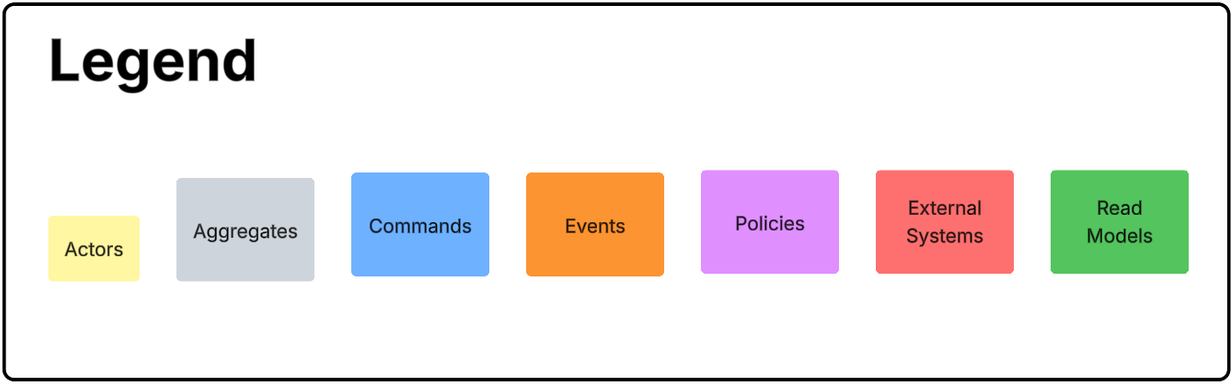 Legend
Actors
Aggregates
Commands
Events
Policies
External
Systems
Read
Models